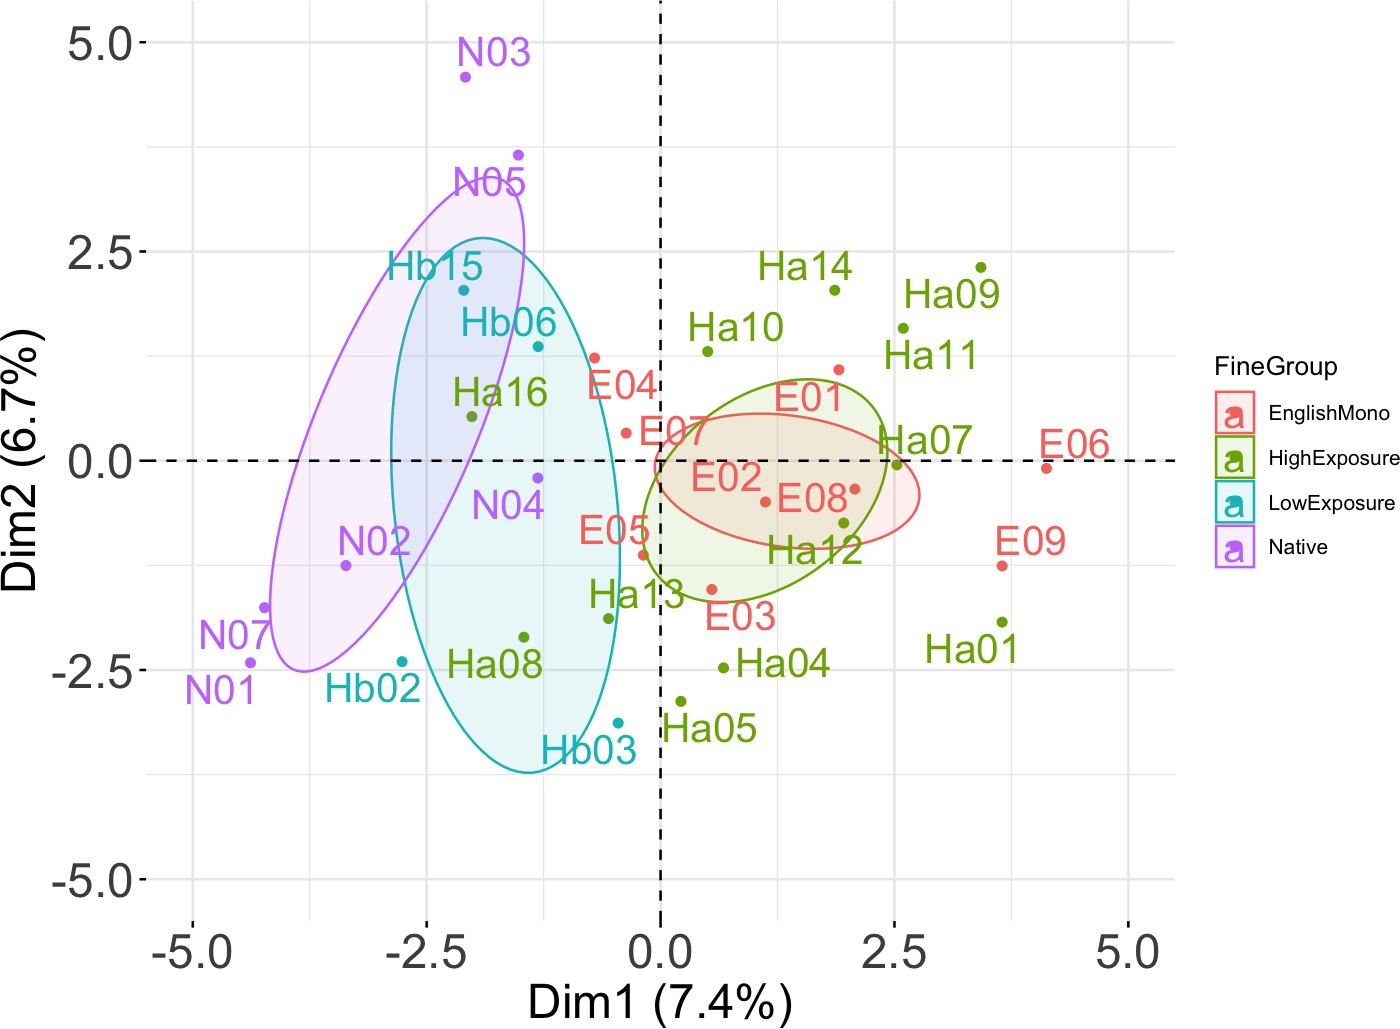 5.0
2.5
0.0
-2.5
-5.0
Dim2 (6.7%)
N03
N05
Hb15
Hb06
Ha16
E04
E07
N04
N02
E05
Ha13
N07
N01
Hb02
Ha08
Hb03
Ha14
Ha09
Ha10
Ha11
E01
Ha07
E06
E02
E08
Ha12
E09
E03
Ha01
Ha04
Ha05
-5.0
-2.5
0.0
2.5
5.0
Dim1 (7.4%)
FineGroup
a EnglishMono
a HighExposure
a LowExposure
a Native